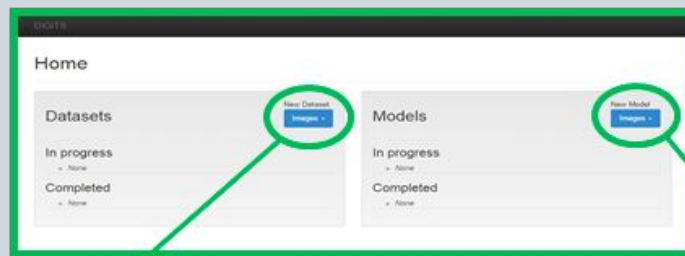 DIGITS
Home
Datasets
New Dataset
Images
In progress
None
Completed
None
Models
New Model
Images
In progress
None
Completed
None